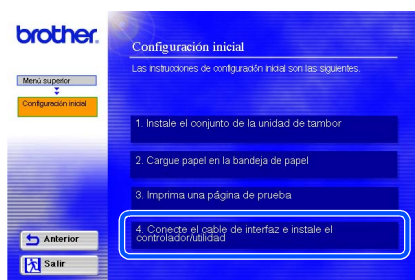 brother.
Configuración inicial
Las instrucciones de configuración inicial son las siguientes.
Menú superior
Configuración inicial
1. Instale el conjunto de la unidad de tambor
2. Cargue papel en la bandeja de papel
3. Imprima una página de prueba
4. Conecte el cable de interfaz e instale el
controlador/utilidad
Anterior
Salir